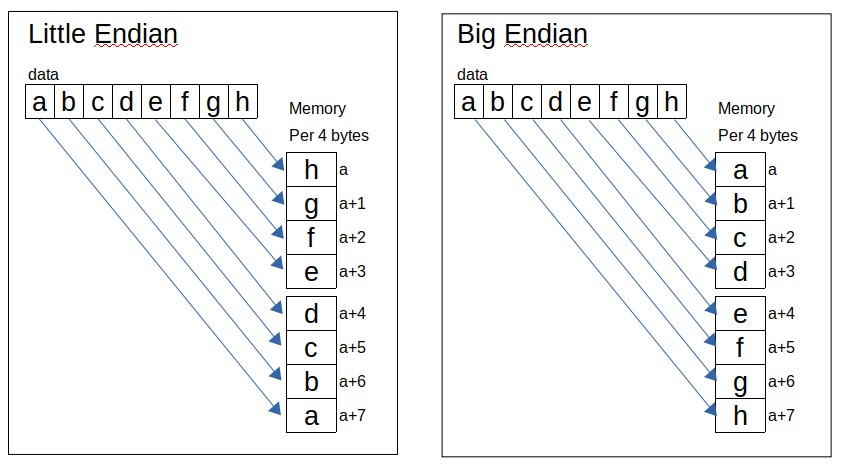 Little Endian
data
a b c d e f g h
Memory
Per 4 bytes
h a
g a+1
f a+2
e a+3
d a+4
c a+5
b a+6
a a+7
Big Endian
data
a b c d e f g h
Memory
Per 4 bytes
a a
b a+1
c a+2
d a+3
e a+4
f a+5
g a+6
h a+7